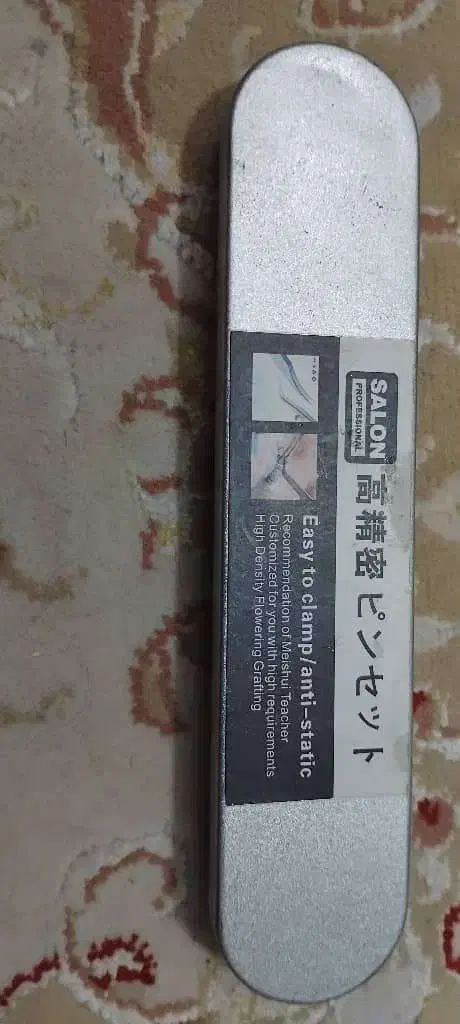 SALON
PROFESSIONAL
高精密 ピンセット
Easy to clamp/anti-static
Recommendation of Meishui Teacher
Customized for you with high requirements
High Density Flowering Grafting